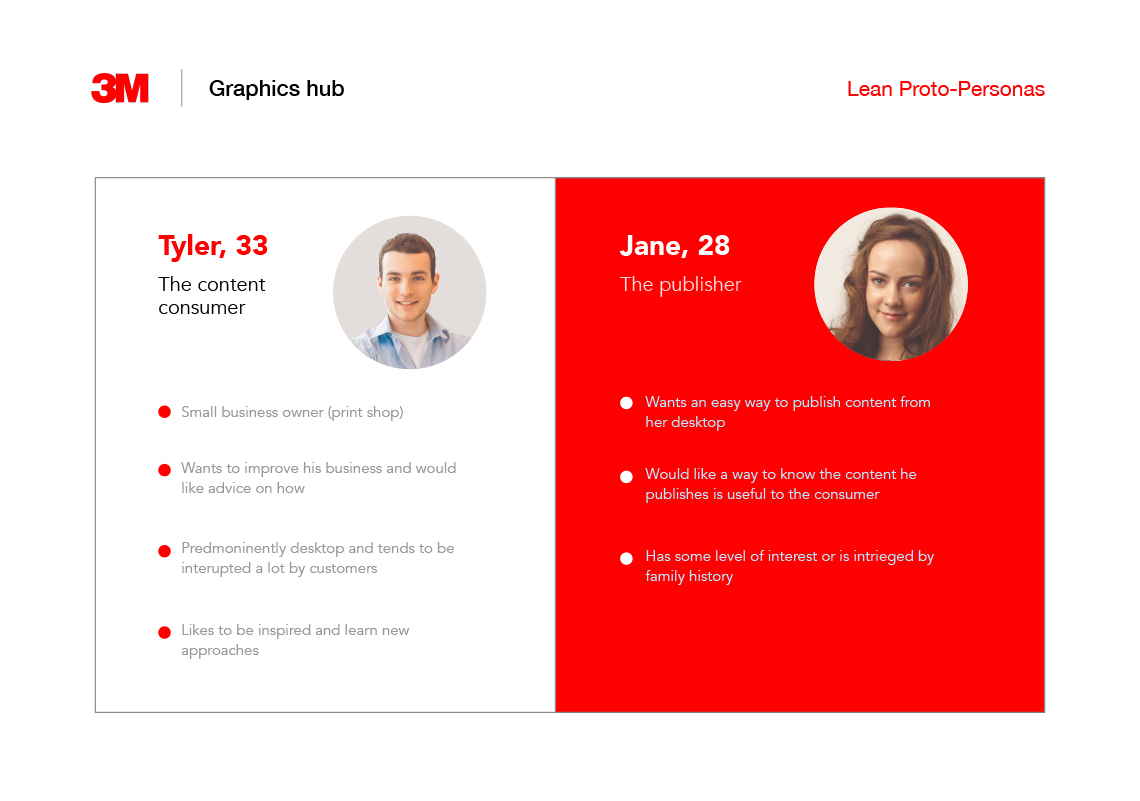 3M
Graphics hub
Lean Proto-Personas
Tyler, 33
The content
consumer
Small business owner (print shop)
Wants to improve his business and would
like advice on how
Predmoninently desktop and tends to be
interupted a lot by customers
Likes to be inspired and learn new
approaches
Jane, 28
The publisher
Wants an easy way to publish content from
her desktop
Would like a way to know the content he
publishes is useful to the consumer
Has some level of interest or is intrieged by
family history